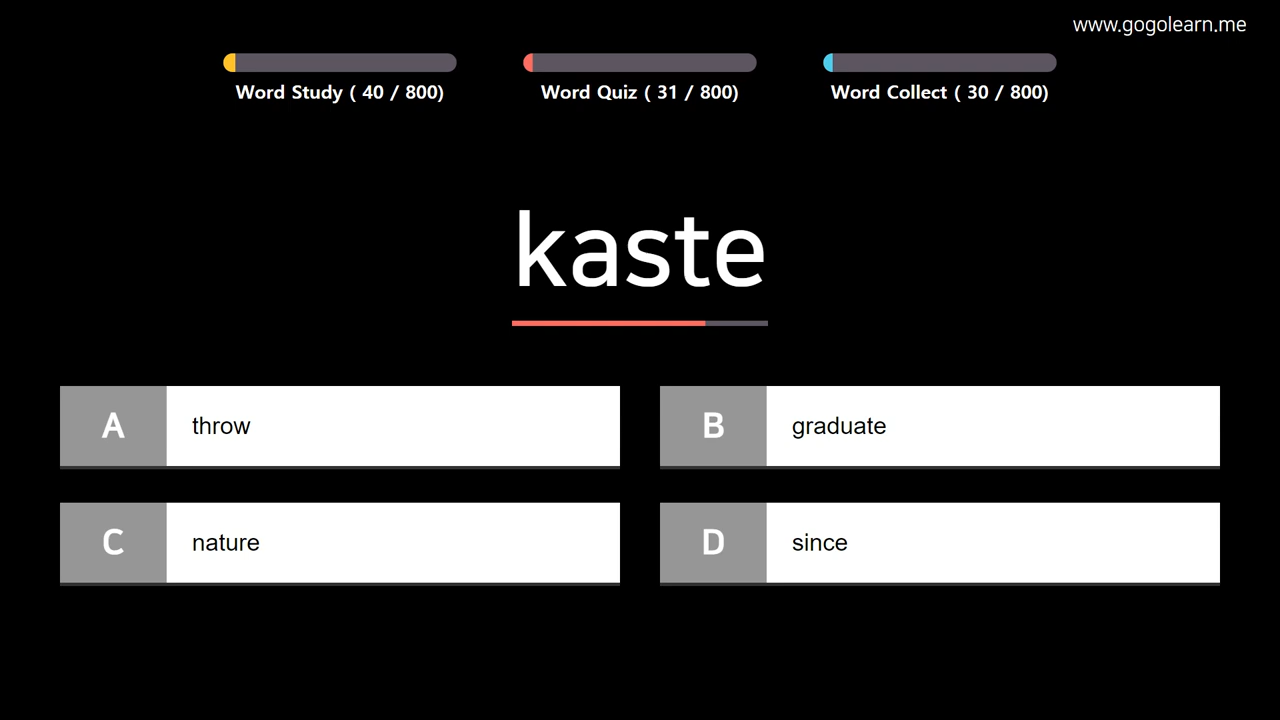 www.gogolearn.me
Word Study ( 40 / 800)
Word Quiz ( 31 / 800)
Word Collect ( 30 / 800)
kaste
A throw
B graduate
C nature
D since